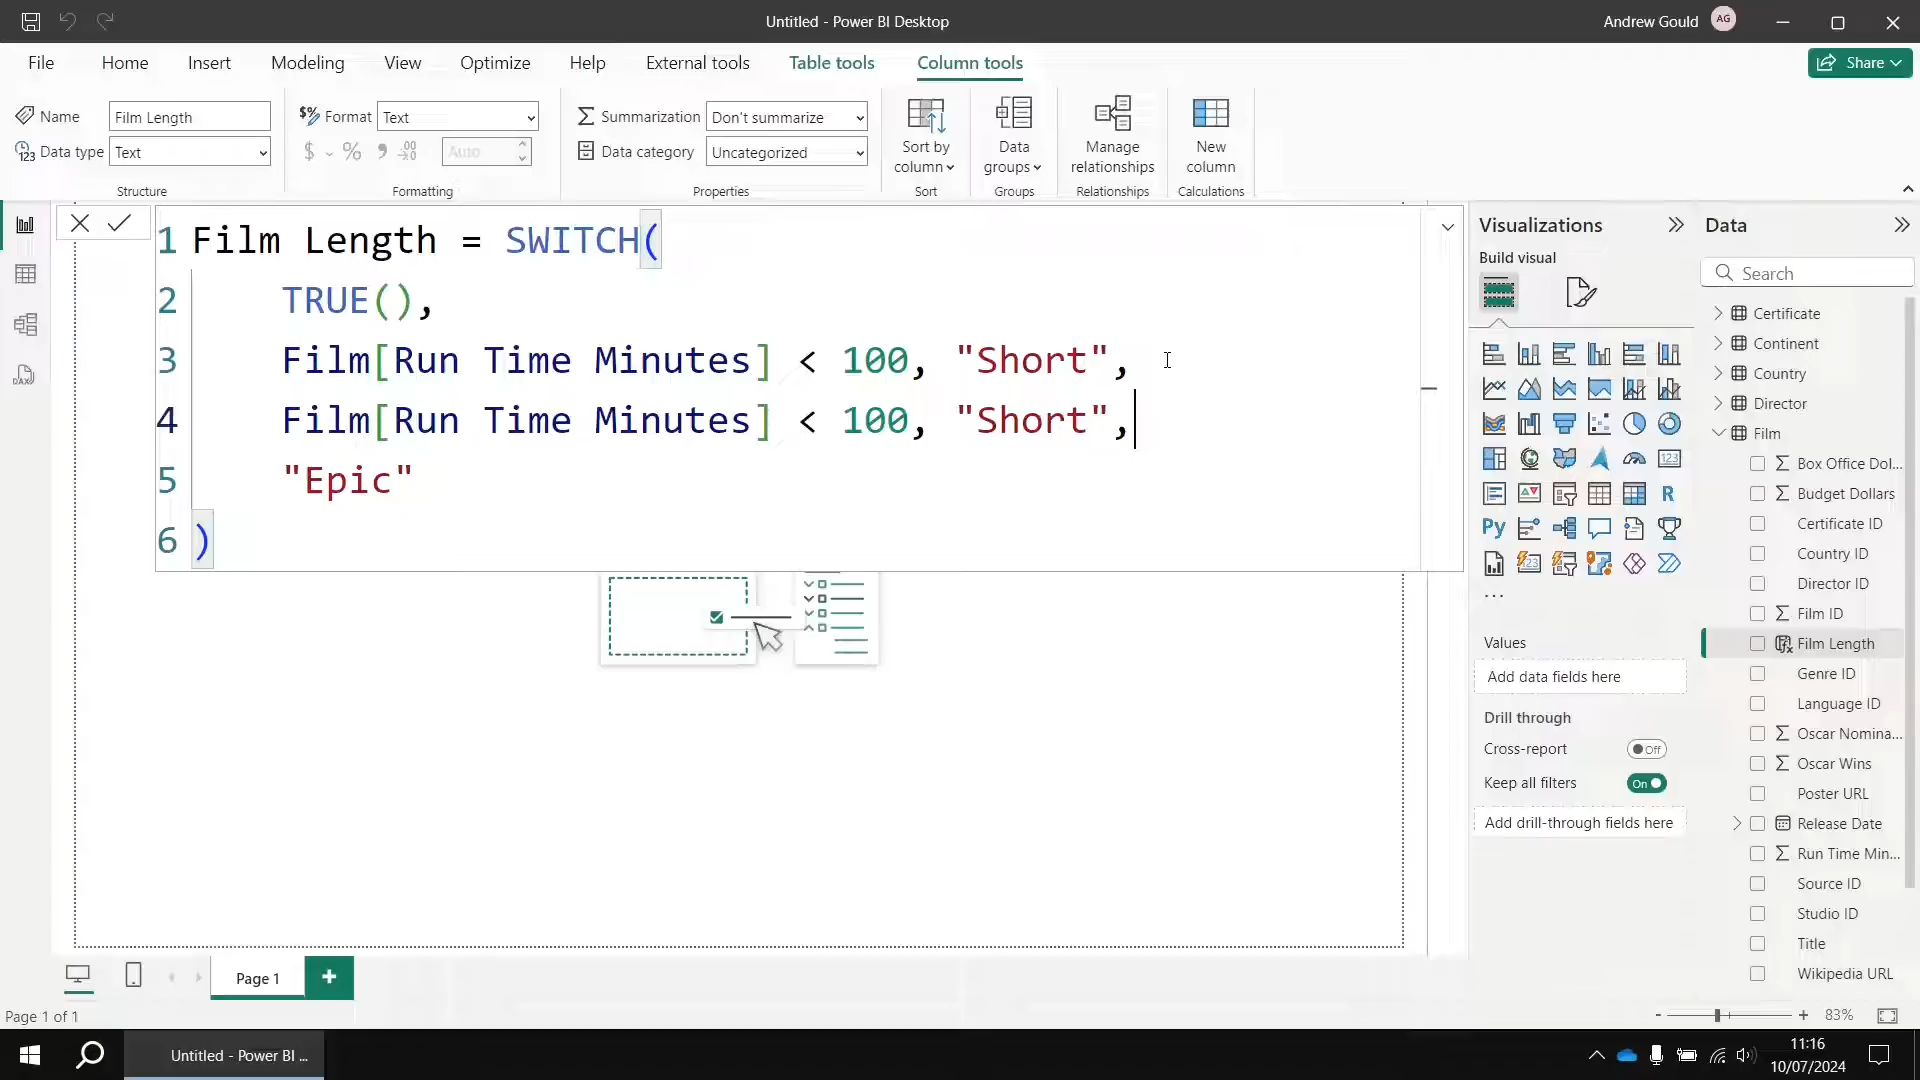 Untitled - Power BI Desktop
Andrew Gould
AG
File Home Insert Modeling View Optimize Help External tools Table tools Column tools
Share
Name Film Length
Data type Text
Structure
Format Text
$ % Auto
Formatting
Summarization Don't summarize
Data category Uncategorized
Properties
Sort by column
Sort
Data groups
Groups
Manage relationships
Relationships
New column
Calculations
1 Film Length = SWITCH(
2 TRUE(),
3 Film[Run Time Minutes] < 100, "Short",
4 Film[Run Time Minutes] < 100, "Short",
5 "Epic"
6 )
Visualizations
Build visual
123
R
Py
123
...
Values
Add data fields here
Drill through
Cross-report Off
Keep all filters On
Add drill-through fields here
Data
Search
Certificate
Continent
Country
Director
Film
Box Office Dol...
Budget Dollars
Certificate ID
Country ID
Director ID
Film ID
Film Length
Genre ID
Language ID
Oscar Nomina...
Oscar Wins
Poster URL
Release Date
Run Time Min...
Source ID
Studio ID
Title
Wikipedia URL
Page 1
Page 1 of 1
- + 83%
Untitled - Power BI ...
11:16
10/07/2024